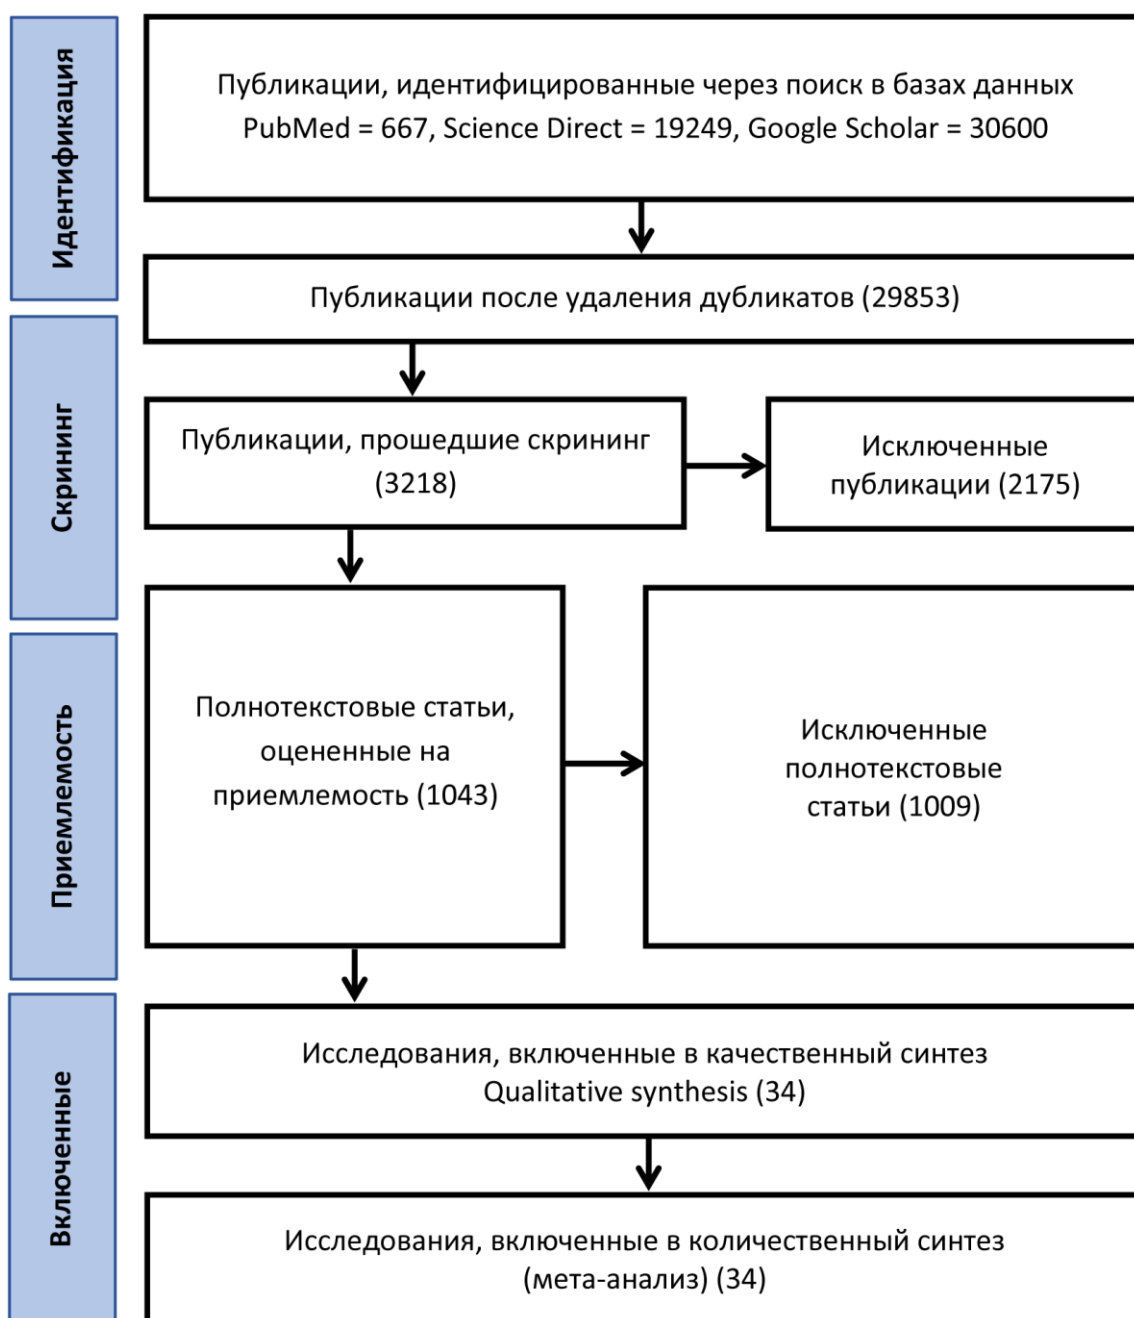 Идентификация
Публикации, идентифицированные через поиск в базах данных
PubMed = 667, Science Direct = 19249, Google Scholar = 30600
Публикации после удаления дубликатов (29853)
Скрининг
Публикации, прошедшие скрининг
(3218)
Исключенные
публикации (2175)
Приемлемость
Полнотекстовые статьи,
оцененные на
приемлемость (1043)
Исключенные
полнотекстовые
статьи (1009)
Включенные
Исследования, включенные в качественный синтез
Qualitative synthesis (34)
Исследования, включенные в количественный синтез
(мета-анализ) (34)